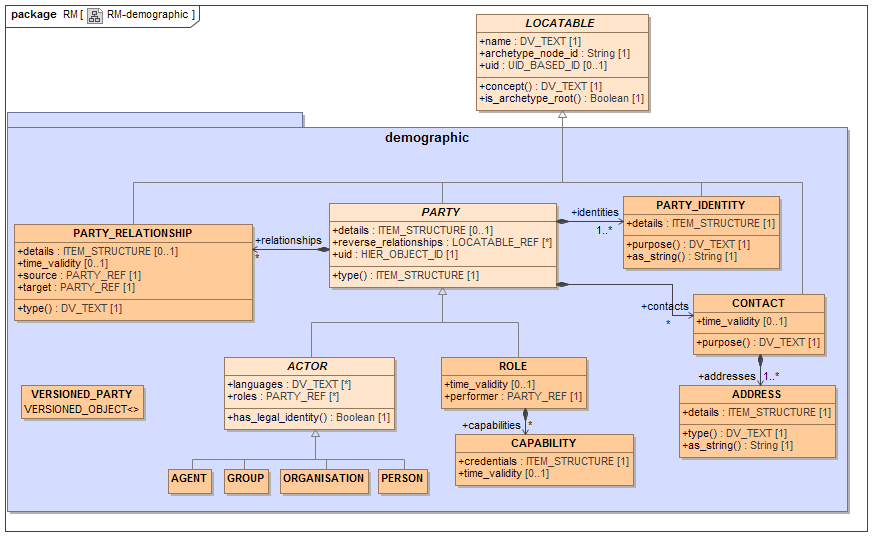 package RM [ RM-demographic ]
LOCATABLE
+name : DV_TEXT [1]
+archetype_node_id : String [1]
+uid : UID_BASED_ID [0..1]
+concept() : DV_TEXT [1]
+is_archetype_root() : Boolean [1]
demographic
PARTY_RELATIONSHIP
+details : ITEM_STRUCTURE [0..1]
+time_validity [0..1]
+source : PARTY_REF [1]
+target : PARTY_REF [1]
+type() : DV_TEXT [1]
+relationships
*
PARTY
+details : ITEM_STRUCTURE [0..1]
+reverse_relationships : LOCATABLE_REF [*]
+uid : HIER_OBJECT_ID [1]
+type() : ITEM_STRUCTURE [1]
+identities
1..*
PARTY_IDENTITY
+details : ITEM_STRUCTURE [1]
+purpose() : DV_TEXT [1]
+as_string() : String [1]
+contacts
*
CONTACT
+time_validity [0..1]
+purpose() : DV_TEXT [1]
+addresses 1..*
ADDRESS
+details : ITEM_STRUCTURE [1]
+type() : DV_TEXT [1]
+as_string() : String [1]
VERSIONED_PARTY
VERSIONED_OBJECT<>
ACTOR
+languages : DV_TEXT [*]
+roles : PARTY_REF [*]
+has_legal_identity() : Boolean [1]
ROLE
+time_validity [0..1]
+performer : PARTY_REF [1]
+capabilities *
CAPABILITY
+credentials : ITEM_STRUCTURE [1]
+time_validity [0..1]
AGENT
GROUP
ORGANISATION
PERSON